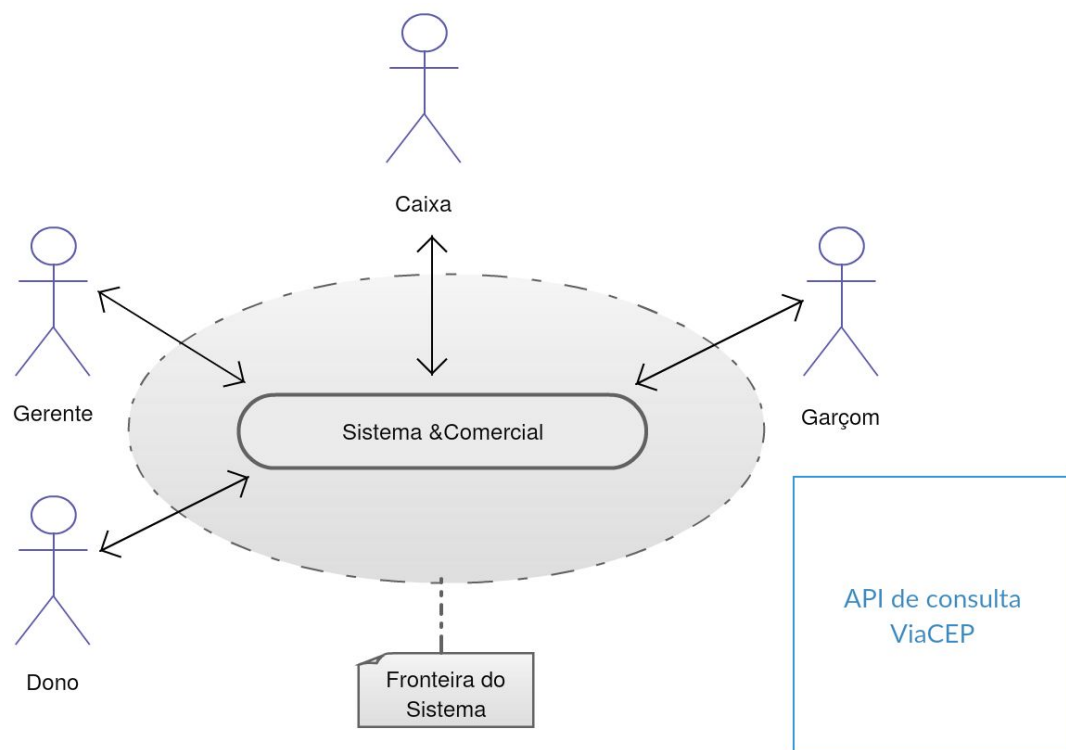 Caixa
Gerente
Garçom
Sistema &Comercial
Dono
Fronteira do
Sistema
API de consulta
ViaCEP